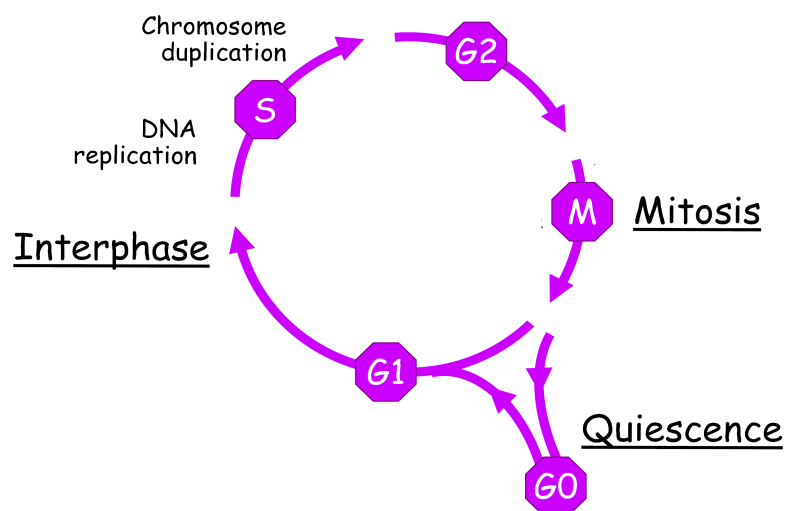 Chromosome
duplication
G2
S
DNA
replication
M
Mitosis
Interphase
G1
Quiescence
G0